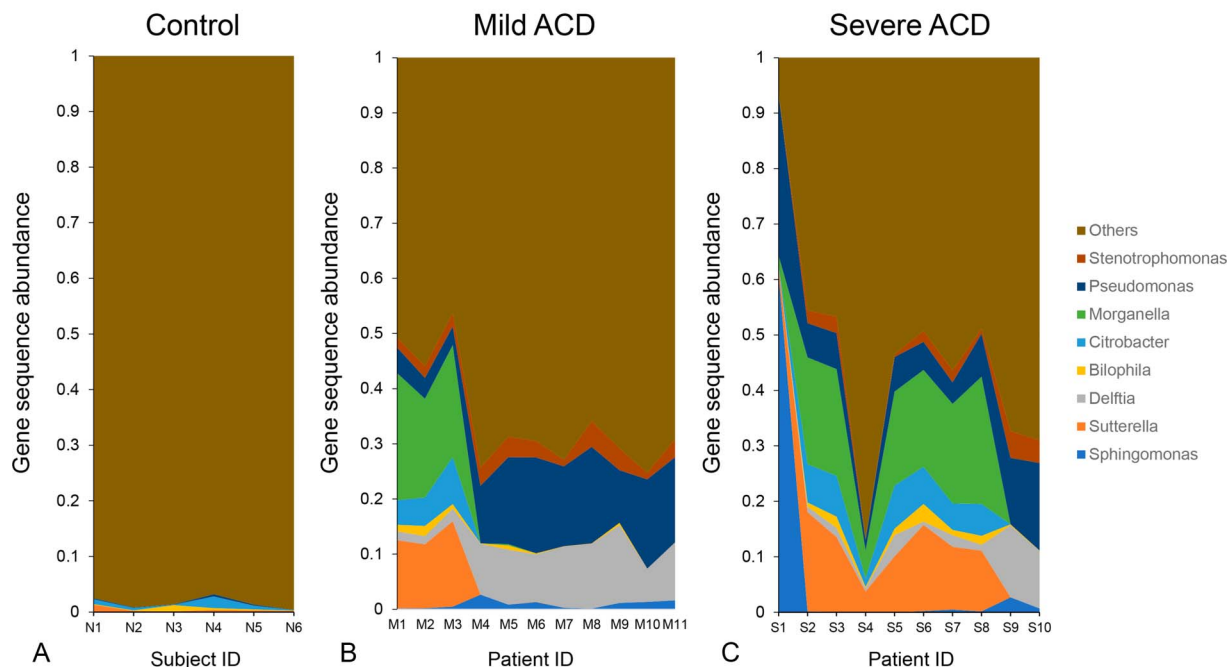 Control
Mild ACD
Severe ACD
Gene sequence abundance
1
0.9
0.8
0.7
0.6
0.5
0.4
0.3
0.2
0.1
0
N1 N2 N3 N4 N5 N6
A
Subject ID
Gene sequence abundance
1
0.9
0.8
0.7
0.6
0.5
0.4
0.3
0.2
0.1
0
M1 M2 M3 M4 M5 M6 M7 M8 M9 M10 M11
B
Patient ID
Gene sequence abundance
1
0.9
0.8
0.7
0.6
0.5
0.4
0.3
0.2
0.1
0
S1 S2 S3 S4 S5 S6 S7 S8 S9 S10
C
Patient ID
Others
Stenotrophomonas
Pseudomonas
Morganella
Citrobacter
Bilophilia
Delftia
Sutterella
Sphingomonas